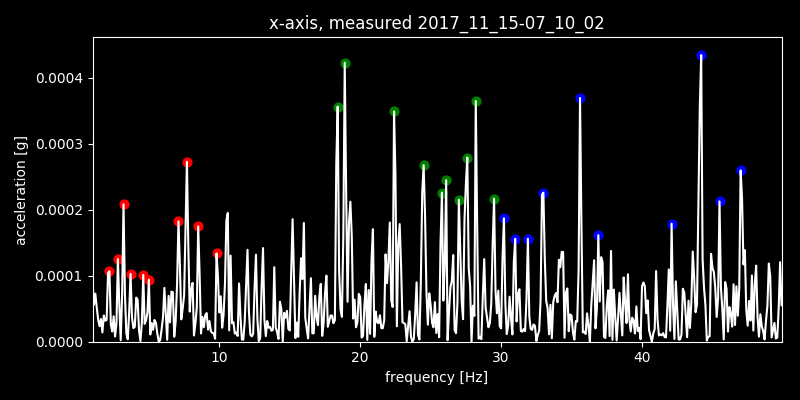 x-axis, measured 2017_11_15-07_10_02
acceleration [g]
0.0004
0.0003
0.0002
0.0001
0.0000
10 20 30 40
frequency [Hz]